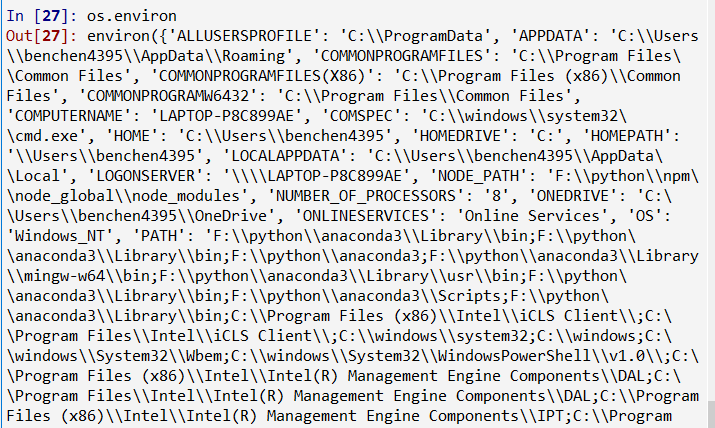 In [27]: os.environ
Out[27]: environ({'ALLUSERSPROFILE': 'C:\\ProgramData', 'APPDATA': 'C:\\Users
\\benchen4395\\AppData\\Roaming', 'COMMONPROGRAMFILES': 'C:\\Program Files\
\Common Files', 'COMMONPROGRAMFILES(X86)': 'C:\\Program Files (x86)\\Common
Files', 'COMMONPROGRAMW6432': 'C:\\Program Files\\Common Files',
'COMPUTERNAME': 'LAPTOP-P8C899AE', 'COMSPEC': 'C:\\windows\\system32\
\cmd.exe', 'HOME': 'C:\\Users\\benchen4395', 'HOMEDRIVE': 'C:', 'HOMEPATH':
'\\Users\\benchen4395', 'LOCALAPPDATA': 'C:\\Users\\benchen4395\\AppData\
\Local', 'LOGONSERVER': '\\\\LAPTOP-P8C899AE', 'NODE_PATH': 'F:\\python\\npm\
\node_global\\node_modules', 'NUMBER_OF_PROCESSORS': '8', 'ONEDRIVE': 'C:\
\Users\\benchen4395\\OneDrive', 'ONLINESERVICES': 'Online Services', 'OS':
'Windows_NT', 'PATH': 'F:\\python\\anaconda3\\Library\\bin;F:\\python\
\anaconda3\\Library\\bin;F:\\python\\anaconda3;F:\\python\\anaconda3\\Library
\\mingw-w64\\bin;F:\\python\\anaconda3\\Library\\usr\\bin;F:\\python\
\anaconda3\\Library\\bin;F:\\python\\anaconda3\\Scripts;F:\\python\
\anaconda3\\Library\\bin;C:\\Program Files (x86)\\Intel\\iCLS Client\\;C:\
\Program Files\\Intel\\iCLS Client\\;C:\\windows\\system32;C:\\windows;C:\
\windows\\System32\\Wbem;C:\\windows\\System32\\WindowsPowerShell\\v1.0\\;C:\
\Program Files (x86)\\Intel\\Intel(R) Management Engine Components\\DAL;C:\
\Program Files\\Intel\\Intel(R) Management Engine Components\\DAL;C:\\Program
Files (x86)\\Intel\\Intel(R) Management Engine Components\\IPT;C:\\Program